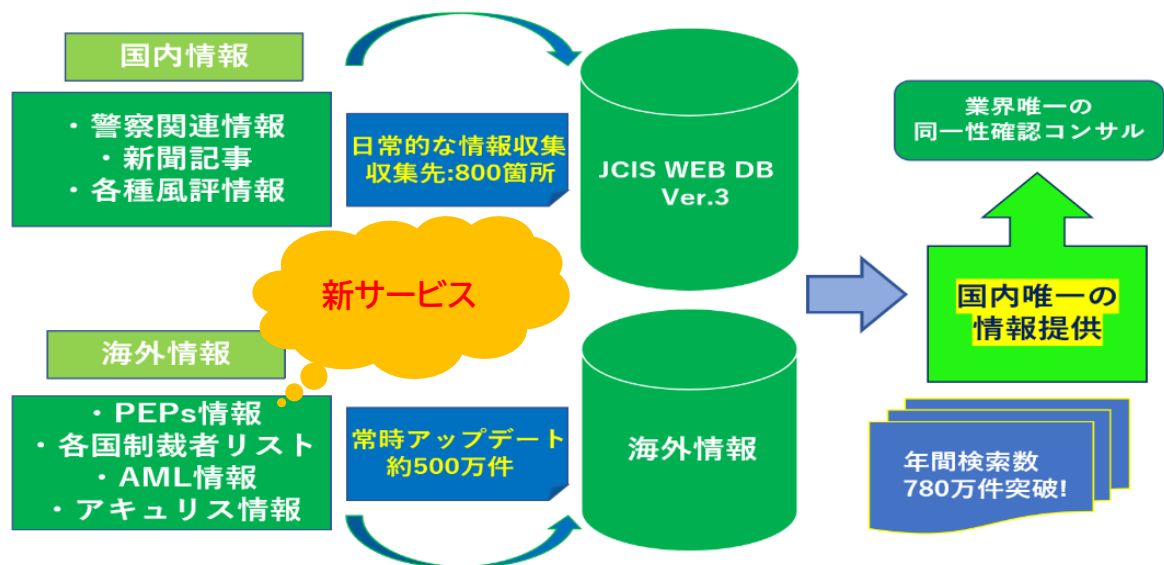 国内情報
・警察関連情報
・新聞記事
・各種風評情報
日常的な情報収集
収集先:800箇所
JCIS WEB DB
Ver.3
業界唯一の
同一性確認コンサル
新サービス
国内唯一の
情報提供
海外情報
・PEPs情報
・各国制裁者リスト
・AML情報
・アキュリス情報
常時アップデート
約500万件
海外情報
年間検索数
780万件突破!